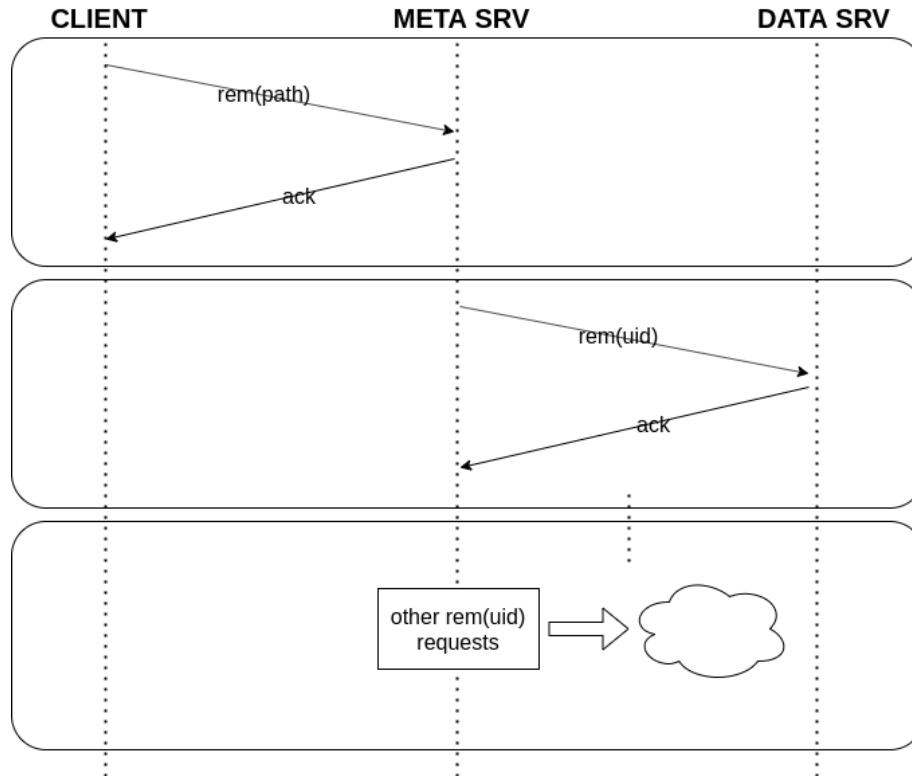 CLIENT
META SRV
DATA SRV
rem(path)
ack
rem(uid)
ack
other rem(uid)
requests